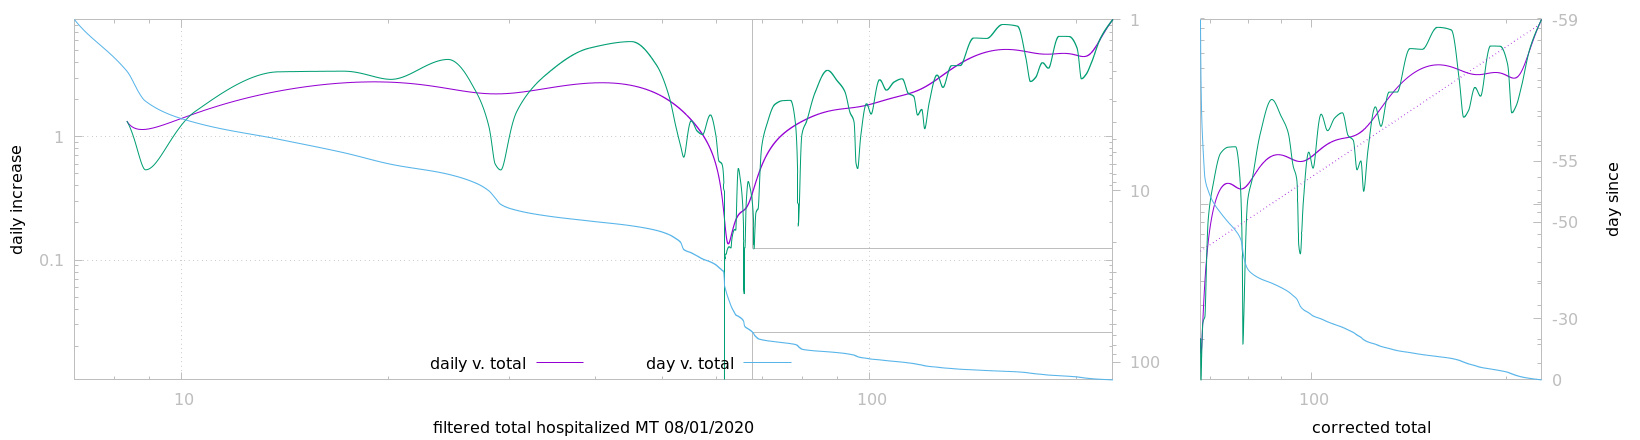 daily increase
1
0.1
10
100
1
10
100
daily v. total
day v. total
filtered total hospitalized MT 08/01/2020
-59
-55
-50
-30
0
100
day since
corrected total